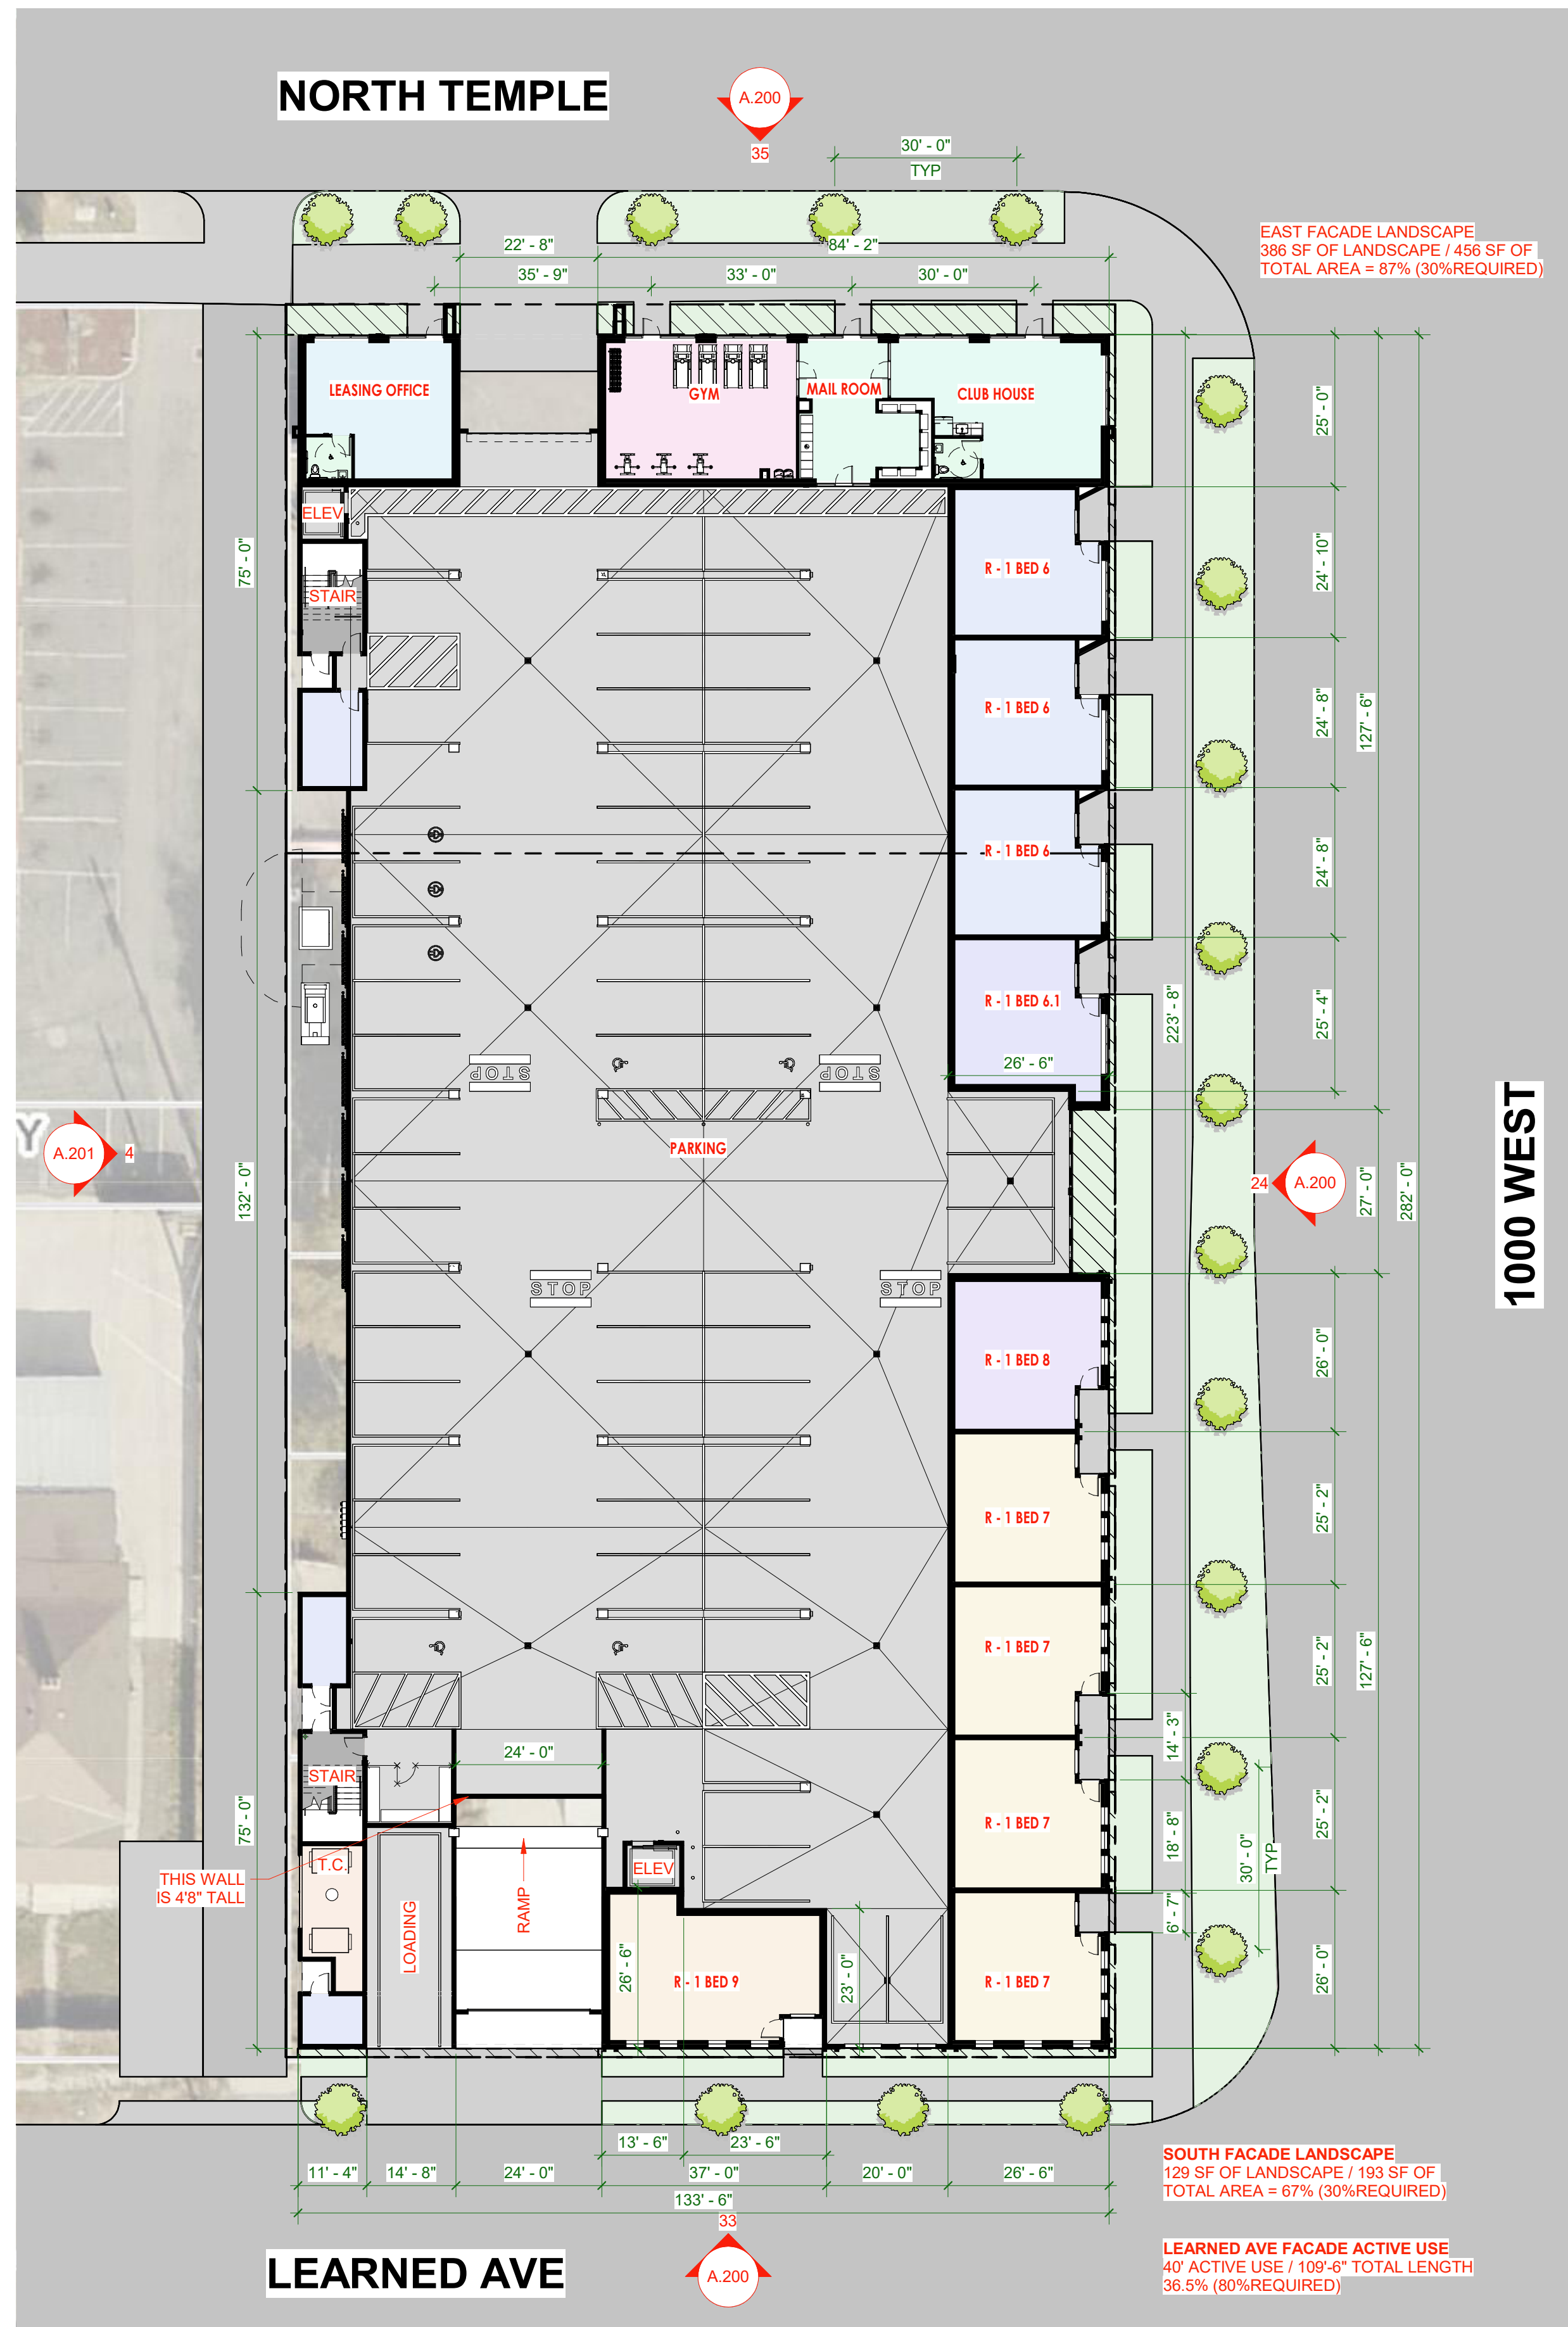 NORTH TEMPLE
A.200
35
30' - 0"
TYP
EAST FACADE LANDSCAPE
386 SF OF LANDSCAPE / 456 SF OF
TOTAL AREA = 87% (30%REQUIRED)
22' - 8"
84' - 2"
35' - 9"
33' - 0"
30' - 0"
LEASING OFFICE
GYM
MAIL ROOM
CLUB HOUSE
25' - 0"
ELEV
75' - 0"
STAIR
R - 1 BED 6
24' - 10"
R - 1 BED 6
24' - 8"
127' - 6"
R - 1 BED 6
24' - 8"
R - 1 BED 6.1
223' - 8"
25' - 4"
STOP
STOP
26' - 6"
PARKING
Y
A.201
4
132' - 0"
24
A.200
27' - 0"
282' - 0"
1000 WEST
STOP
STOP
R - 1 BED 8
26' - 0"
R - 1 BED 7
25' - 2"
R - 1 BED 7
25' - 2"
127' - 6"
14' - 3"
24' - 0"
STAIR
75' - 0"
R - 1 BED 7
25' - 2"
18' - 8"
30' - 0"
TYP
THIS WALL
IS 4'8" TALL
T.C.
ELEV
LOADING
RAMP
6' - 7"
26' - 6"
R - 1 BED 9
23' - 0"
R - 1 BED 7
26' - 0"
13' - 6"
23' - 6"
11' - 4"
14' - 8"
24' - 0"
37' - 0"
20' - 0"
26' - 6"
133' - 6"
33
A.200
LEARNED AVE
SOUTH FACADE LANDSCAPE
129 SF OF LANDSCAPE / 193 SF OF
TOTAL AREA = 67% (30%REQUIRED)
LEARNED AVE FACADE ACTIVE USE
40' ACTIVE USE / 109'-6" TOTAL LENGTH
36.5% (80%REQUIRED)